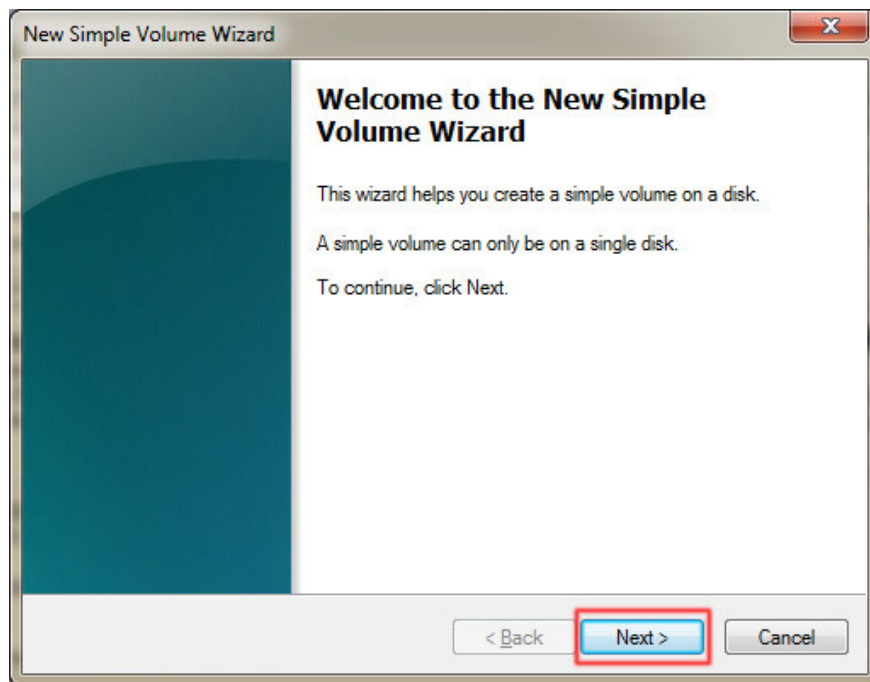 New Simple Volume Wizard
X
Welcome to the New Simple
Volume Wizard
This wizard helps you create a simple volume on a disk.
A simple volume can only be on a single disk.
To continue, click Next.
< Back
Next >
Cancel